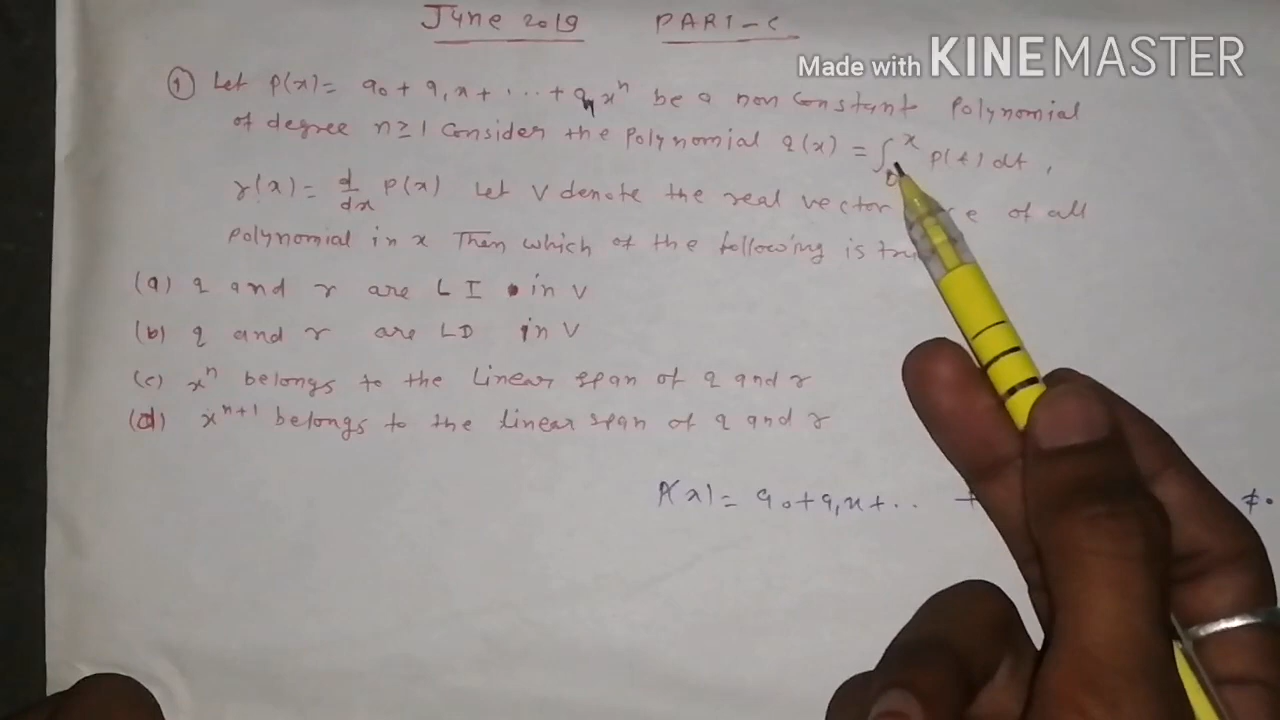 June 2019 PART-C
Made with KINEMASTER
① Let P(x) = a₀ + a₁x + ... + aₙxⁿ be a non constant Polynomial
of degree n ≥ 1 Consider the Polynomial q(x) = ∫₀ˣ P(t) dt,
r(x) = d/dx P(x) Let V denote the real vector of all
Polynomial in x Then which of the following is
(a) q and r are LI in V
(b) q and r are LD in V
(c) xⁿ belongs to the Linear span of q and r
(d) xⁿ⁺¹ belongs to the linear span of q and r
P(x) = a₀ + a₁x + ... +